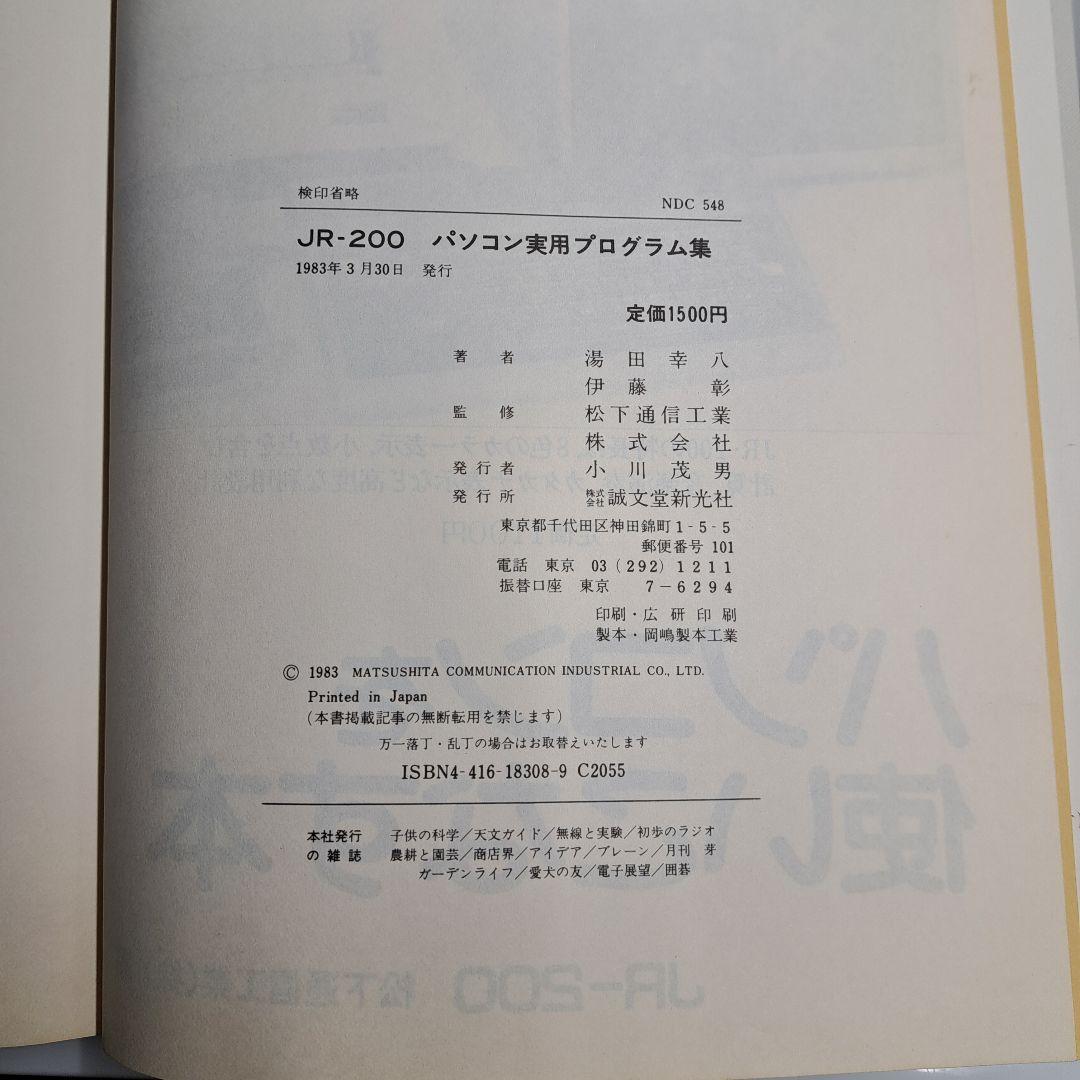 検印省略
NDC 548
JR-200 パソコン実用プログラム集
1983年3月30日 発行
定価1500円
著者 湯田幸八
伊藤彰
監修 松下通信工業
株式会社
発行者 小川茂男
発行所 株式会社 誠文堂新光社
東京都千代田区神田錦町1-5-5
郵便番号 101
電話 東京 03(292)1211
振替口座 東京 7-6294
印刷・広研印刷
製本・岡嶋製本工業
© 1983 MATSUSHITA COMMUNICATION INDUSTRIAL CO., LTD.
Printed in Japan
(本書掲載記事の無断転用を禁じます)
万一落丁・乱丁の場合はお取替えいたします
ISBN4-416-18308-9 C2055
本社発行 子供の科学/天文ガイド/無線と実験/初歩のラジオ
の雑誌 農耕と園芸/商店界/アイデア/ブレーン/月刊 芽
ガーデンライフ/愛犬の友/電子展望/囲碁